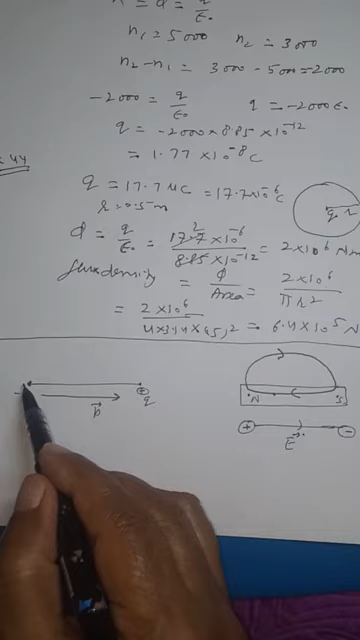 ϕ = q/ε₀
n₁ = 5000 n₂ = 3000
n₂ - n₁ = 3000 - 5000 = -2000
-2000 = q/ε₀ q = -2000 ε₀
q = -2000 × 8.85 × 10⁻¹²
= 1.77 × 10⁻⁸ C
44
q = 17.7 μC = 17.7 × 10⁻⁶ C
r = 0.5 m
q r
ϕ = q/ε₀ = 17.7 × 10⁻⁶ / 8.85 × 10⁻¹² = 2 × 10⁶ Nm
flux density = ϕ/Area = 2 × 10⁶ / π r²
= 2 × 10⁶ / 4 × 3.14 × (.5)² = 6.4 × 10⁵ N
N S
+ q
p⃗
+ -
E⃗